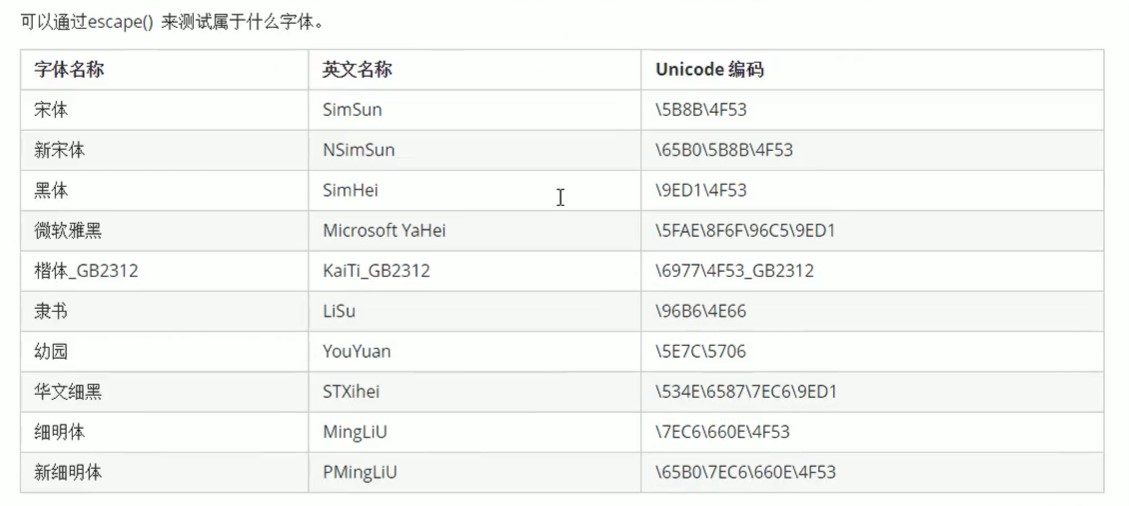 可以通过escape() 来测试属于什么字体。
字体名称 英文名称 Unicode 编码
宋体 SimSun \5B8B\4F53
新宋体 NSimSun \65B0\5B8B\4F53
黑体 SimHei \9ED1\4F53
微软雅黑 Microsoft YaHei \5FAE\8F6F\96C5\9ED1
楷体_GB2312 KaiTi_GB2312 \6977\4F53_GB2312
隶书 LiSu \96B6\4E66
幼园 YouYuan \5E7C\5706
华文细黑 STXihei \534E\6587\7EC6\9ED1
细明体 MingLiU \7EC6\660E\4F53
新细明体 PMingLiU \65B0\7EC6\660E\4F53